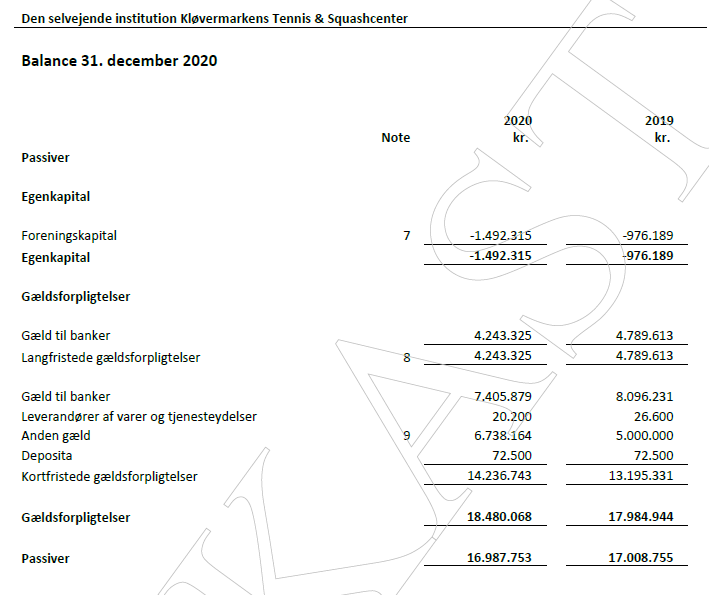 Den selvejende institution Kløvermarkens Tennis & Squashcenter
Balance 31. december 2020
2020 2019
Note kr. kr.
Passiver
Egenkapital
Foreningskapital 7 -1.492.315 -976.189
Egenkapital -1.492.315 -976.189
Gældsforpligtelser
Gæld til banker 4.243.325 4.789.613
Langfristede gældsforpligtelser 8 4.243.325 4.789.613
Gæld til banker 7.405.879 8.096.231
Leverandører af varer og tjenesteydelser 20.200 26.600
Anden gæld 9 6.738.164 5.000.000
Deposita 72.500 72.500
Kortfristede gældsforpligtelser 14.236.743 13.195.331
Gældsforpligtelser 18.480.068 17.984.944
Passiver 16.987.753 17.008.755